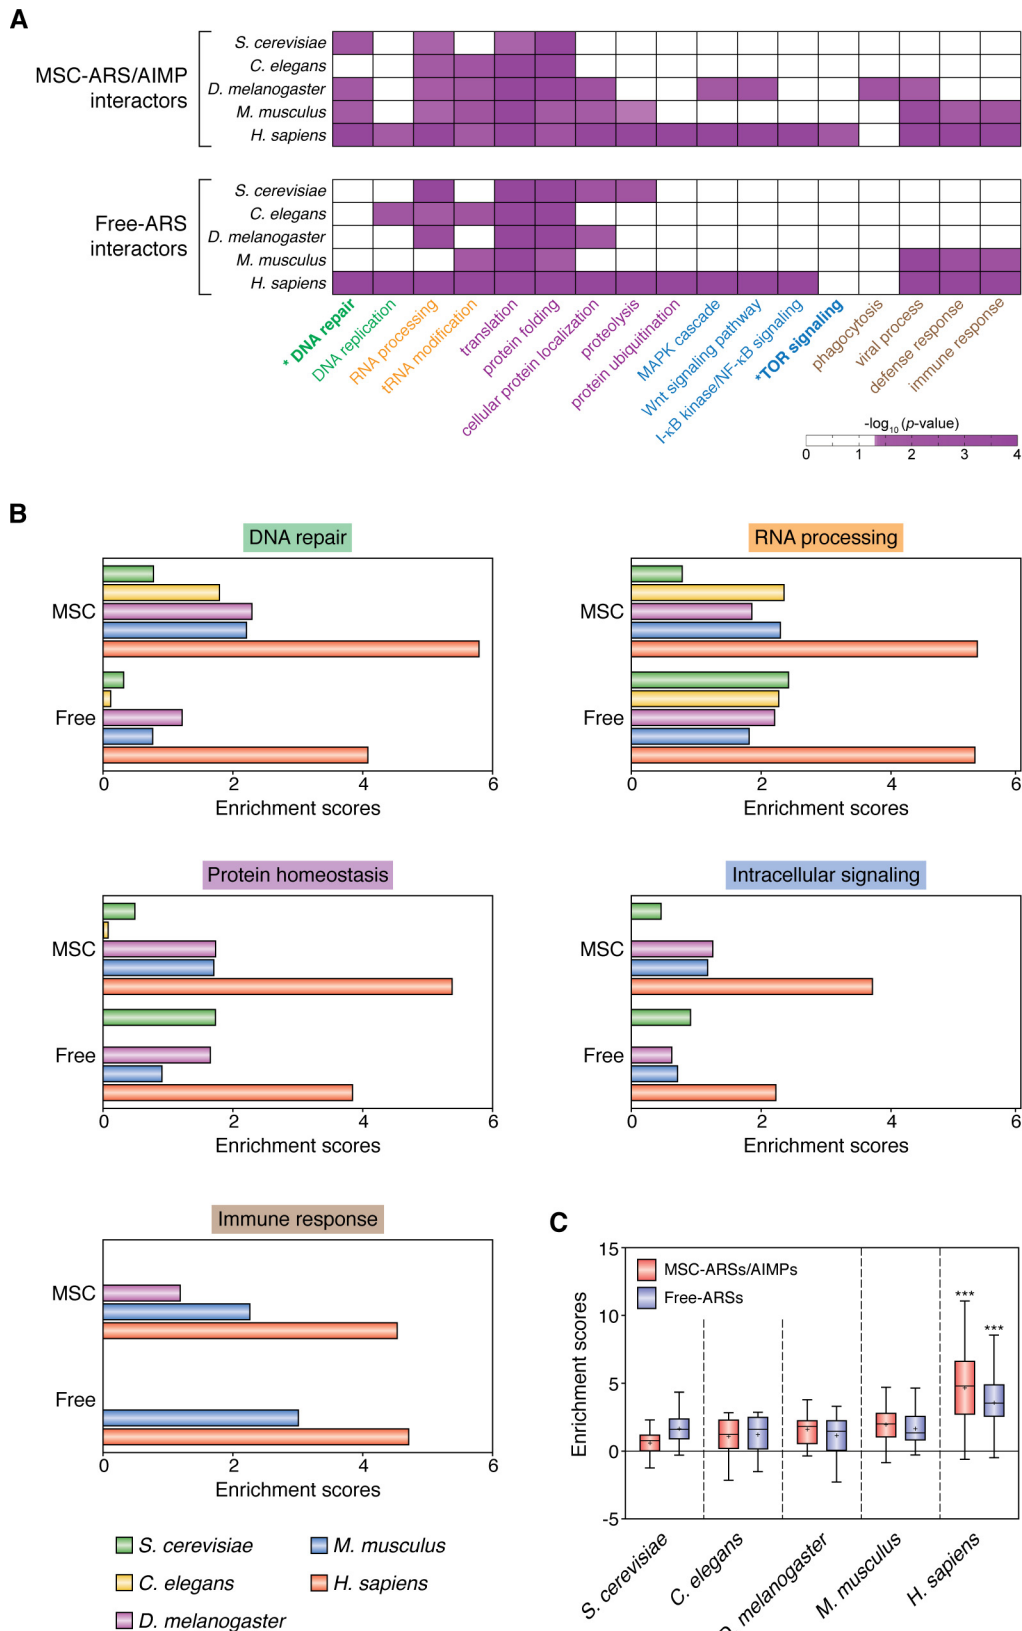 A
MSC-ARS/AIMP
interactors
S. cerevisiae
C. elegans
D. melanogaster
M. musculus
H. sapiens
Free-ARS
interactors
S. cerevisiae
C. elegans
D. melanogaster
M. musculus
H. sapiens
* DNA repair
DNA replication
RNA processing
tRNA modification
translation
protein folding
cellular protein localization
proteolysis
protein ubiquitination
MAPK cascade
Wnt signaling pathway
I-κB kinase/NF-κB signaling
*TOR signaling
phagocytosis
viral process
defense response
immune response
-log10 (p-value)
0 1 2 3 4
B
DNA repair
MSC
Free
0 2 4 6
Enrichment scores
RNA processing
MSC
Free
0 2 4 6
Enrichment scores
Protein homeostasis
MSC
Free
0 2 4 6
Enrichment scores
Intracellular signaling
MSC
Free
0 2 4 6
Enrichment scores
Immune response
MSC
Free
0 2 4 6
Enrichment scores
S. cerevisiae
C. elegans
D. melanogaster
M. musculus
H. sapiens
C
Enrichment scores
15
10
5
0
-5
MSC-ARSs/AIMPs
Free-ARSs
***
***
S. cerevisiae
C. elegans
D. melanogaster
M. musculus
H. sapiens